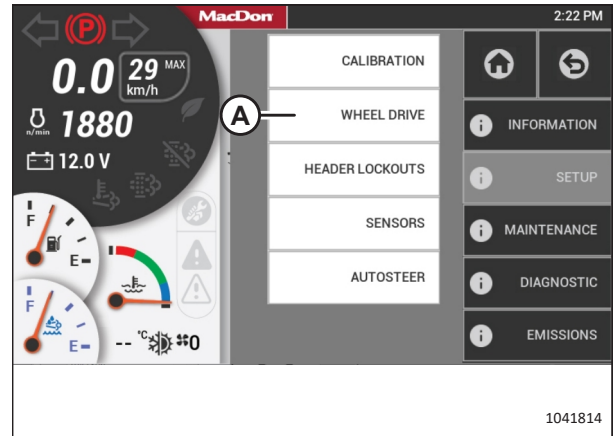 MacDon
2:22 PM
P
0.0 29 MAX
km/h
n/min 1880
12.0 V
F
E
F
E
-- °C 0
CALIBRATION
A WHEEL DRIVE
HEADER LOCKOUTS
SENSORS
AUTOSTEER
i INFORMATION
i SETUP
i MAINTENANCE
i DIAGNOSTIC
i EMISSIONS
1041814